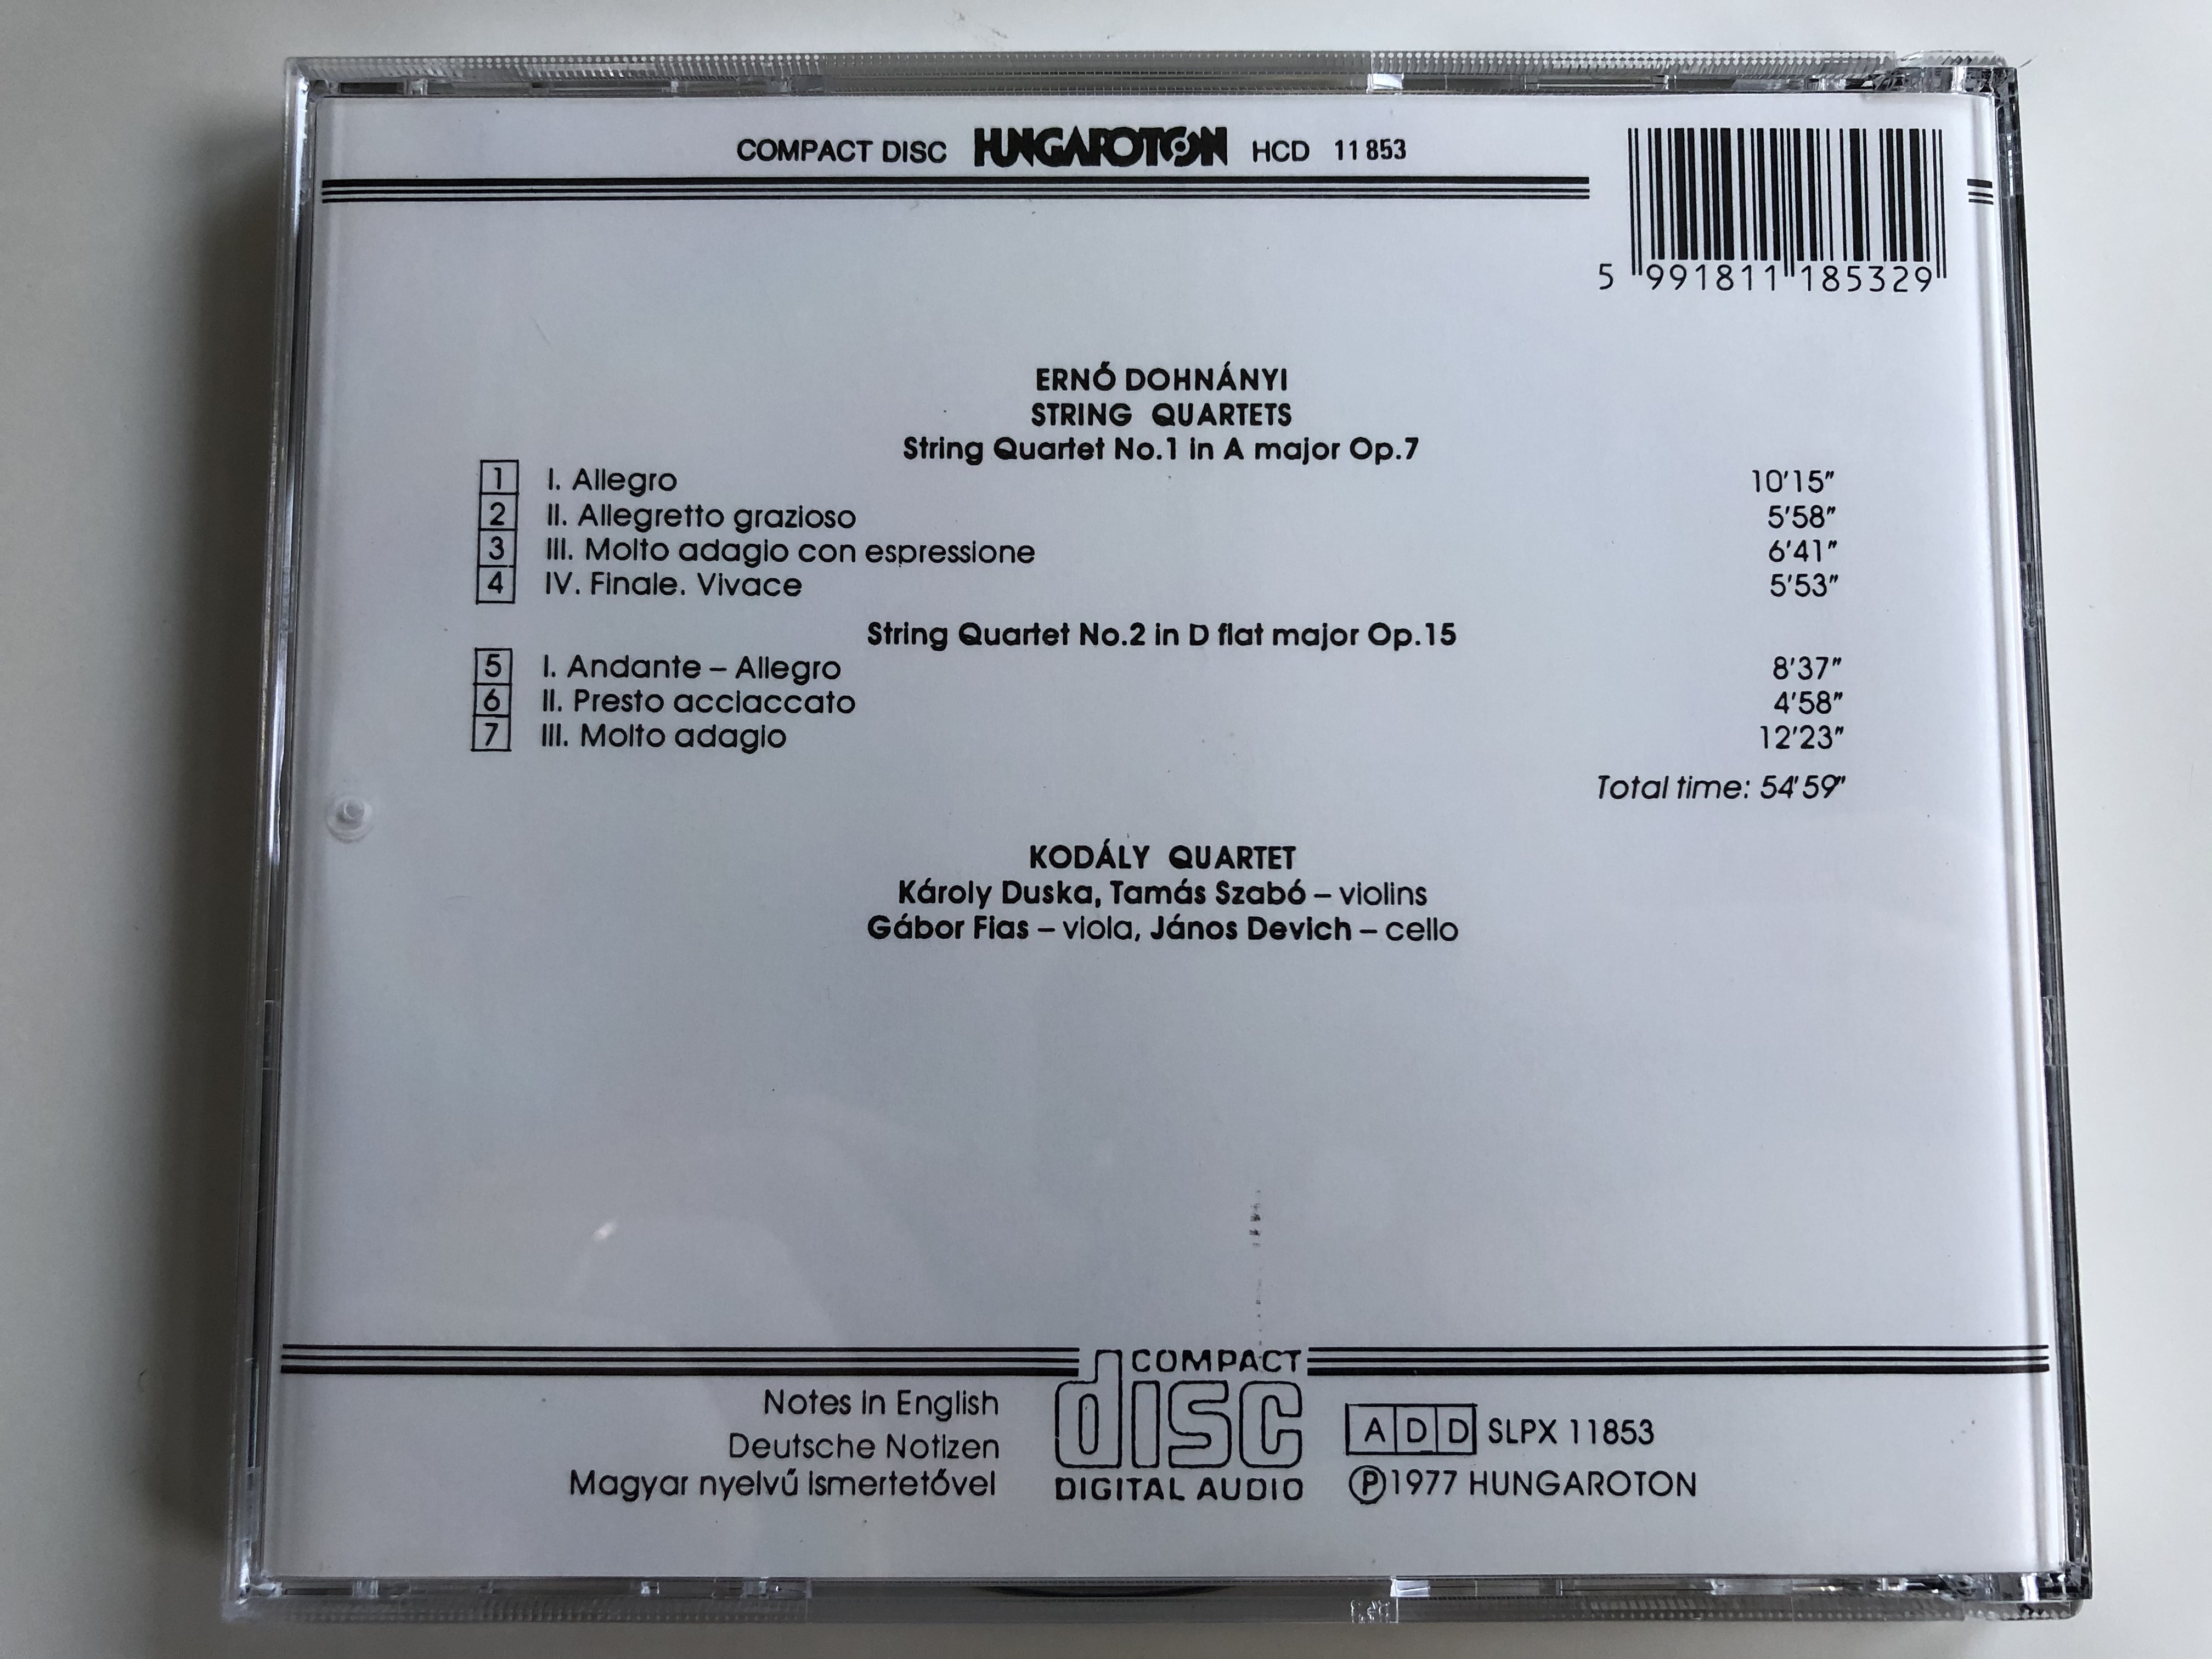 COMPACT DISC HUNGAROTON HCD 11 853
5 991811 185329
ERNŐ DOHNÁNYI
STRING QUARTETS
String Quartet No.1 in A major Op.7
1 I. Allegro 10'15"
2 II. Allegretto grazioso 5'58"
3 III. Molto adagio con espressione 6'41"
4 IV. Finale. Vivace 5'53"
String Quartet No.2 in D flat major Op.15
5 I. Andante – Allegro 8'37"
6 II. Presto acciaccato 4'58"
7 III. Molto adagio 12'23"
Total time: 54'59"
KODÁLY QUARTET
Károly Duska, Tamás Szabó – violins
Gábor Fias – viola, János Devich – cello
Notes in English
Deutsche Notizen
Magyar nyelvű ismertetővel
COMPACT
disc
DIGITAL AUDIO
ADD SLPX 11853
Ⓟ1977 HUNGAROTON